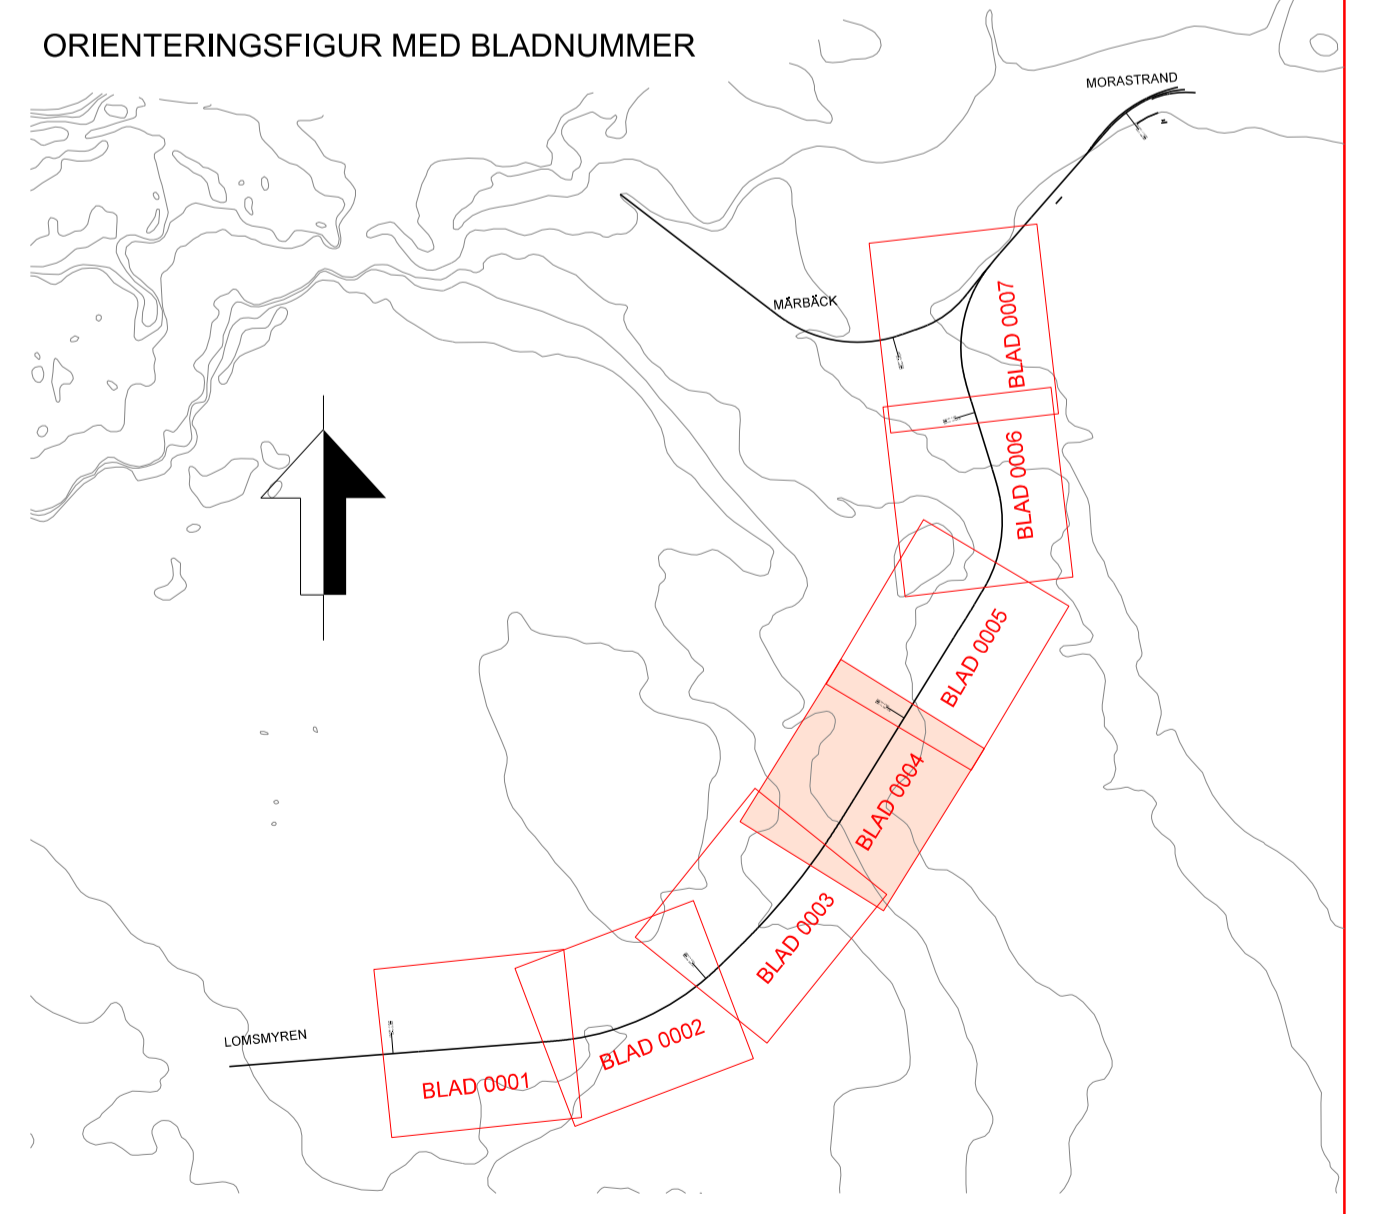 ORIENTERINGSFIGUR MED BLADNUMMER
MORASTRAND
MÅRBÄCK
BLAD 0007
BLAD 0006
BLAD 0005
BLAD 0004
BLAD 0003
BLAD 0002
BLAD 0001
LOMSMYREN